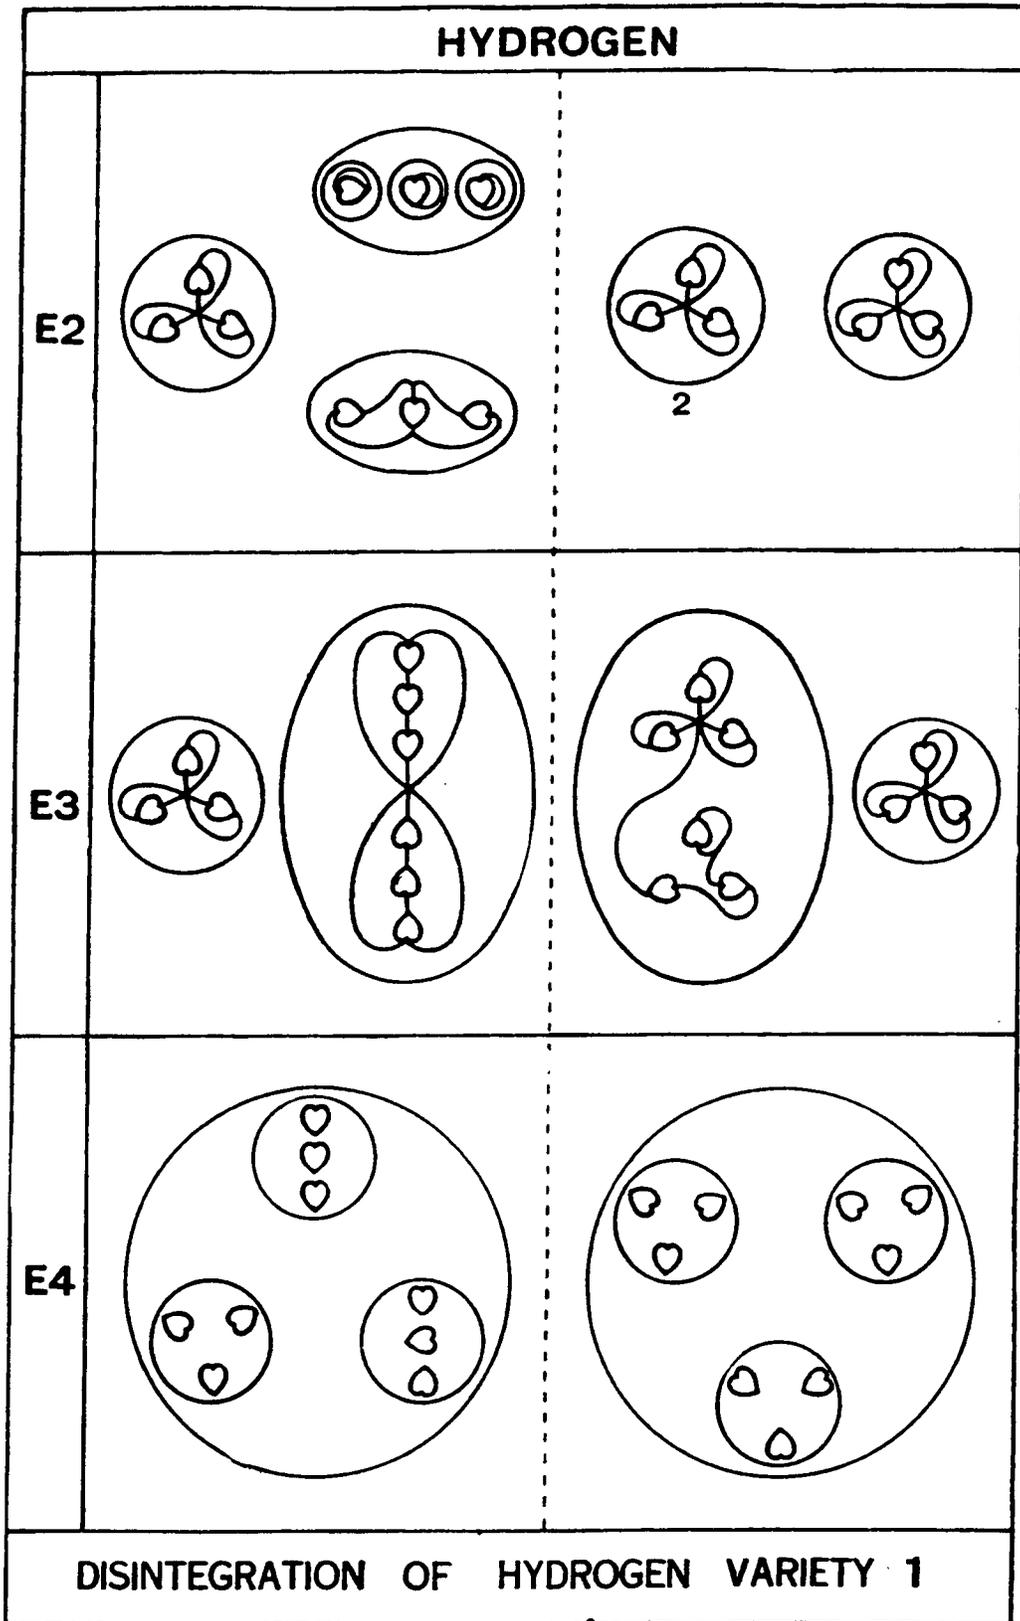 HYDROGEN
E2
2
E3
E4
DISINTEGRATION OF HYDROGEN VARIETY 1